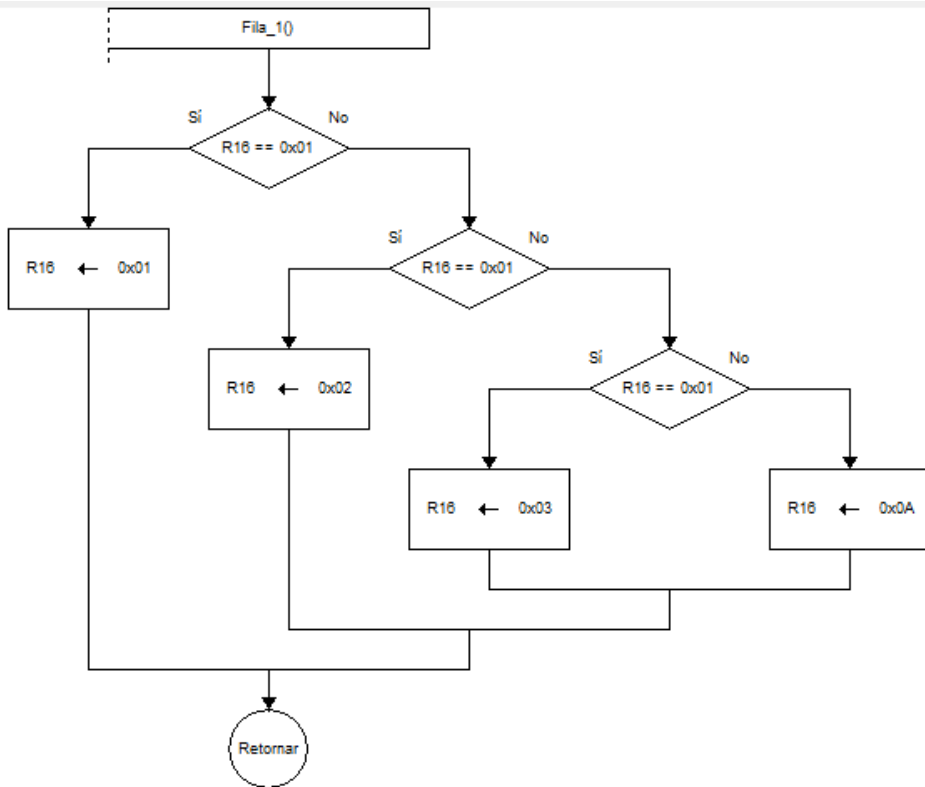 Fila_1()
Sí
No
R16 == 0x01
R16 ← 0x01
Sí
No
R16 == 0x01
R16 ← 0x02
Sí
No
R16 == 0x01
R16 ← 0x03
R16 ← 0x0A
Retornar